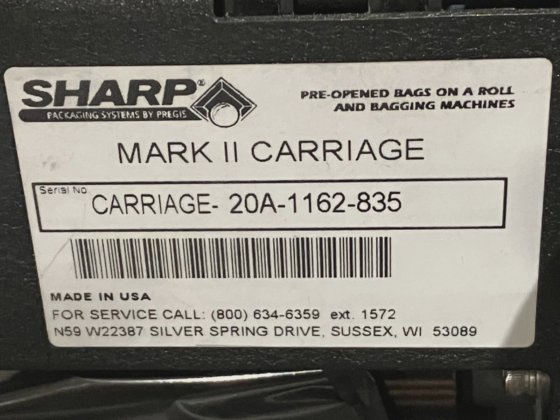 SHARP®
PACKAGING SYSTEMS BY PREGIS
PRE-OPENED BAGS ON A ROLL
AND BAGGING MACHINES
MARK II CARRIAGE
Serial No.
CARRIAGE- 20A-1162-835
MADE IN USA
FOR SERVICE CALL: (800) 634-6359 ext. 1572
N59 W22387 SILVER SPRING DRIVE, SUSSEX, WI 53089